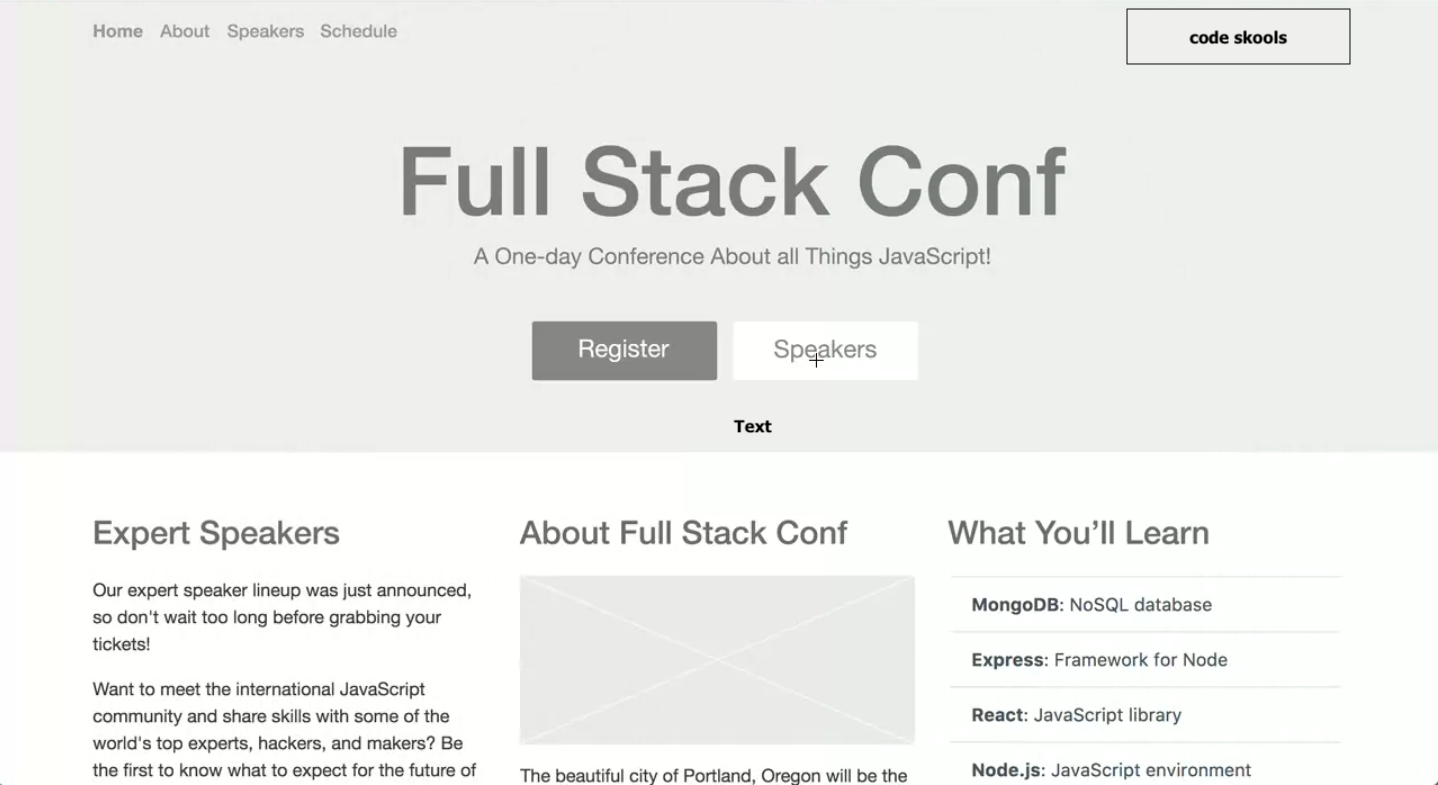 Home About Speakers Schedule
code skools
Full Stack Conf
A One-day Conference About all Things JavaScript!
Register
Speakers
Text
Expert Speakers
Our expert speaker lineup was just announced,
so don't wait too long before grabbing your
tickets!
Want to meet the international JavaScript
community and share skills with some of the
world's top experts, hackers, and makers? Be
the first to know what to expect for the future of
About Full Stack Conf
The beautiful city of Portland, Oregon will be the
What You’ll Learn
MongoDB: NoSQL database
Express: Framework for Node
React: JavaScript library
Node.js: JavaScript environment